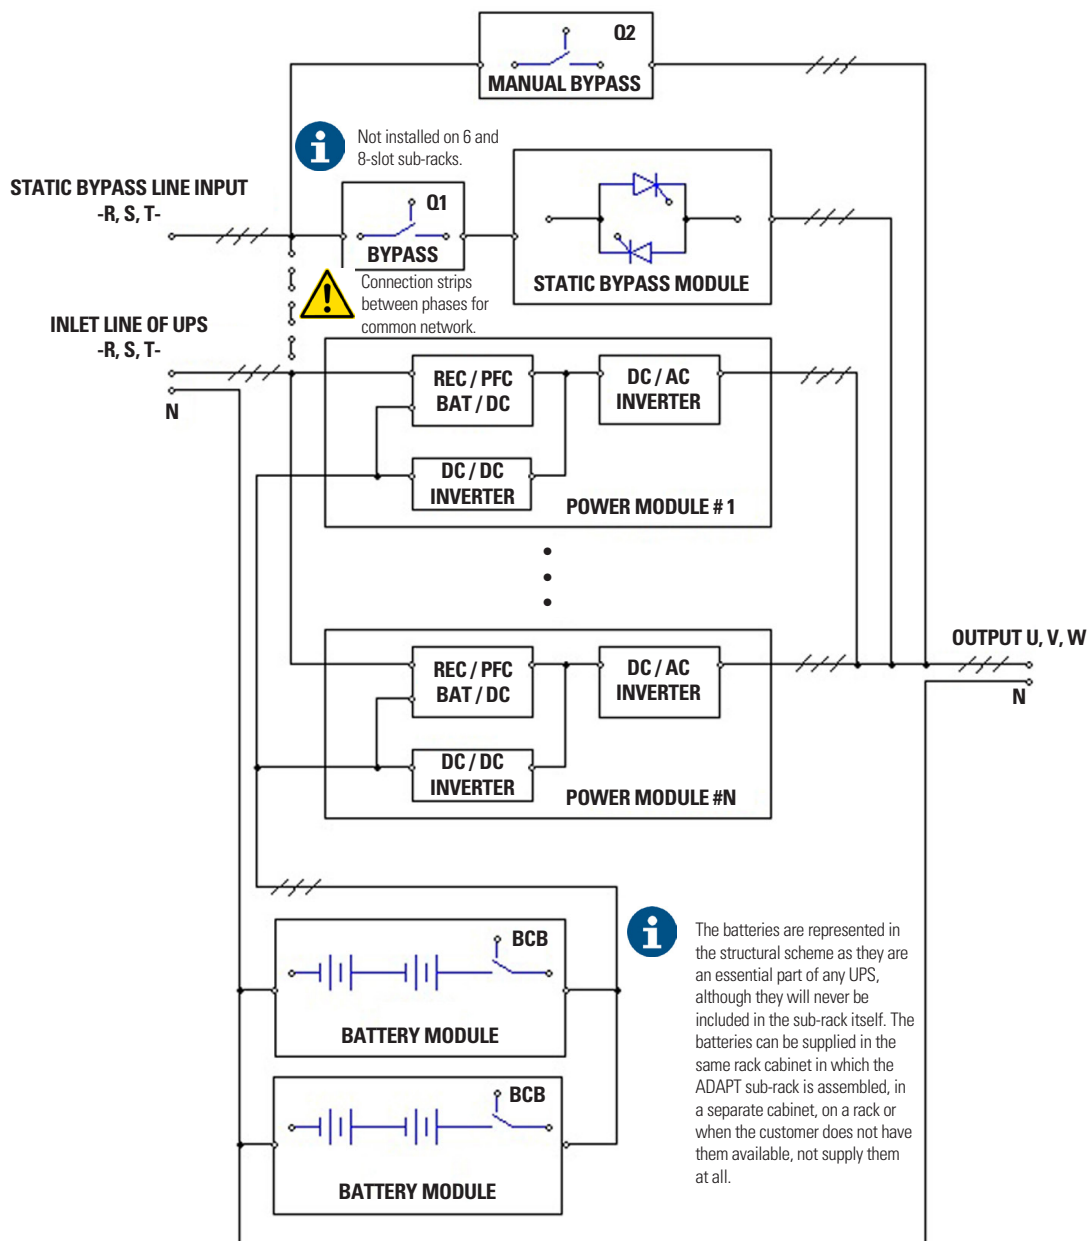 Q2
MANUAL BYPASS
Not installed on 6 and
8-slot sub-racks.
STATIC BYPASS LINE INPUT
-R, S, T-
Q1
BYPASS
STATIC BYPASS MODULE
Connection strips
between phases for
common network.
INLET LINE OF UPS
-R, S, T-
N
REC / PFC
BAT / DC
DC / AC
INVERTER
DC / DC
INVERTER
POWER MODULE # 1
REC / PFC
BAT / DC
DC / AC
INVERTER
DC / DC
INVERTER
POWER MODULE #N
OUTPUT U, V, W
N
BCB
BATTERY MODULE
BCB
BATTERY MODULE
The batteries are represented in
the structural scheme as they are
an essential part of any UPS,
although they will never be
included in the sub-rack itself. The
batteries can be supplied in the
same rack cabinet in which the
ADAPT sub-rack is assembled, in
a separate cabinet, on a rack or
when the customer does not have
them available, not supply them
at all.